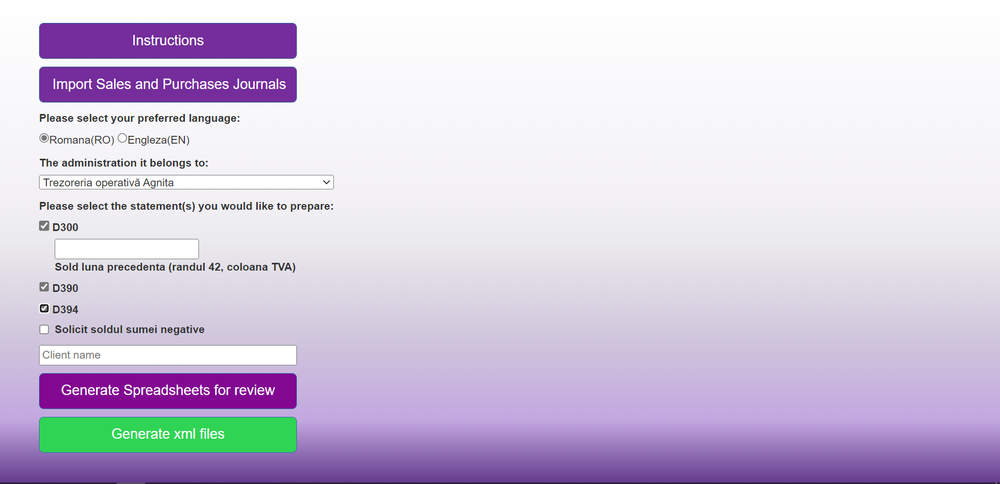 Instructions
Import Sales and Purchases Journals
Please select your preferred language:
Romana(RO) Engleza(EN)
The administration it belongs to:
Trezoreria operativă Agnita
Please select the statement(s) you would like to prepare:
D300
Sold luna precedenta (randul 42, coloana TVA)
D390
D394
Solicit soldul sumei negative
Client name
Generate Spreadsheets for review
Generate xml files